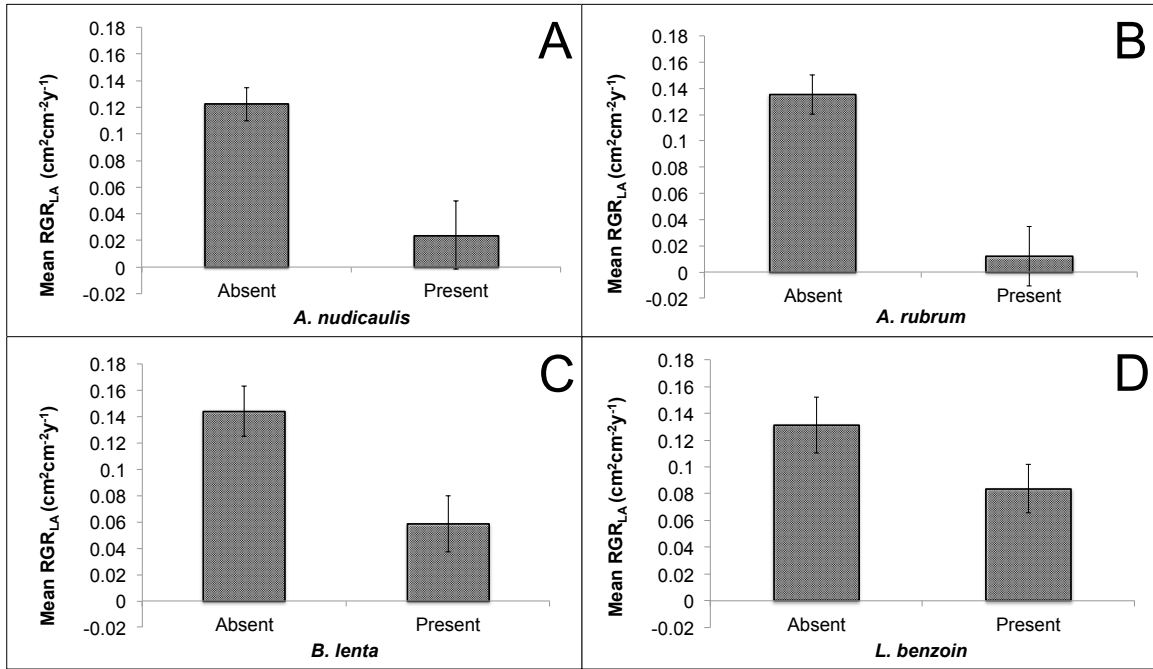 A
Mean RGR_LA (cm²cm⁻²y⁻¹)
0.18
0.16
0.14
0.12
0.1
0.08
0.06
0.04
0.02
0
-0.02
Absent Present
A. nudicaulis
B
Mean RGR_LA (cm²cm⁻²y⁻¹)
0.18
0.16
0.14
0.12
0.1
0.08
0.06
0.04
0.02
0
-0.02
Absent Present
A. rubrum
C
Mean RGR_LA (cm²cm⁻²y⁻¹)
0.18
0.16
0.14
0.12
0.1
0.08
0.06
0.04
0.02
0
-0.02
Absent Present
B. lenta
D
Mean RGR_LA (cm²cm⁻²y⁻¹)
0.18
0.16
0.14
0.12
0.1
0.08
0.06
0.04
0.02
0
-0.02
Absent Present
L. benzoin